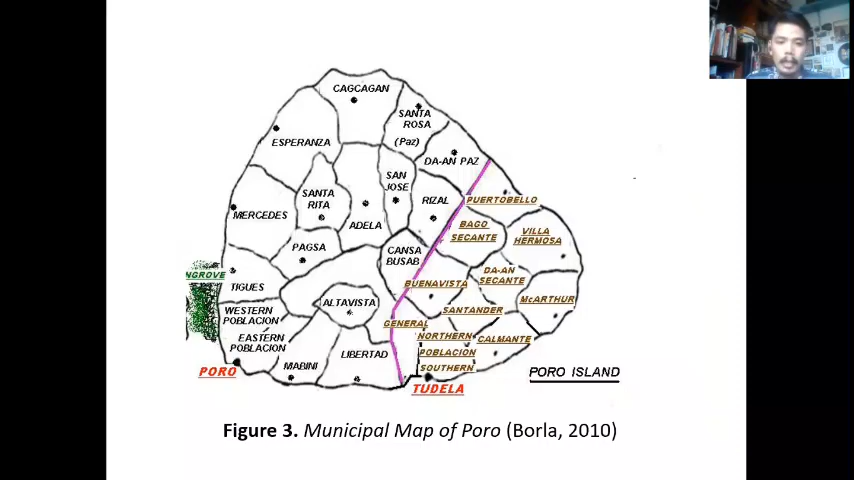 CAGCAGAN
SANTA
ROSA
(Paz)
ESPERANZA
DA-AN PAZ
SAN
JOSE
SANTA
RITA
RIZAL
PUERTOBELLO
MERCEDES
ADELA
BAGO
SECANTE
VILLA
HERMOSA
PAGSA
CANSA
BUSAB
NGROVE
TIGUES
DA-AN
SECANTE
BUENAVISTA
ALTAVISTA
McARTHUR
WESTERN
POBLACION
SANTANDER
GENERAL
EASTERN
POBLACION
NORTHERN
CALMANTE
LIBERTAD
POBLACION
MABINI
SOUTHERN
PORO
PORO ISLAND
TUDELA
Figure 3. Municipal Map of Poro (Borla, 2010)